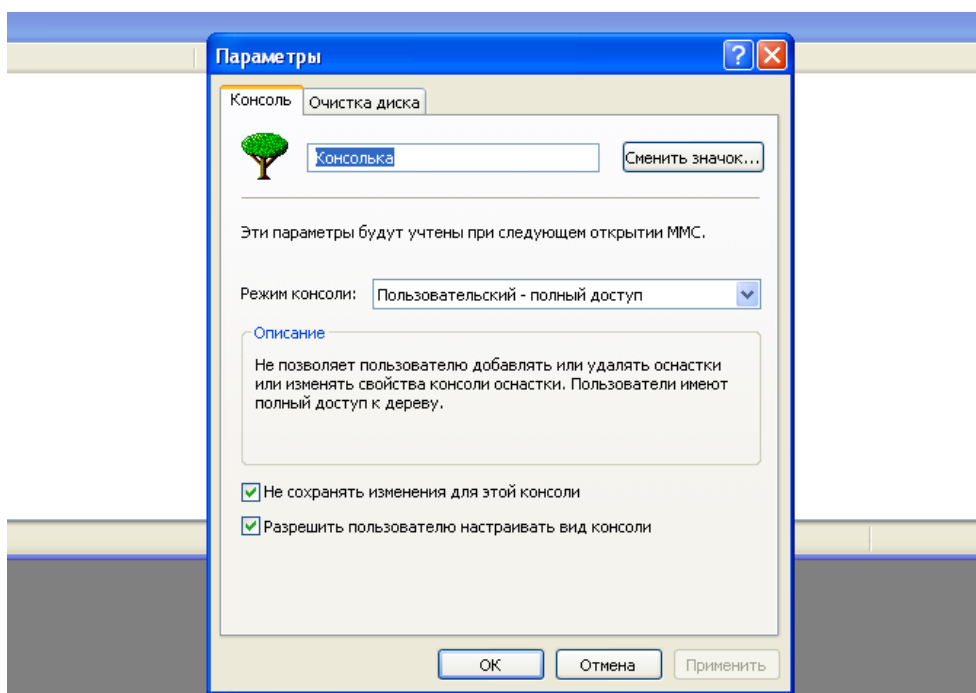 Параметры
Консоль
Очистка диска
Консолька
Сменить значок...
Эти параметры будут учтены при следующем открытии MMC.
Режим консоли:
Пользовательский - полный доступ
Описание
Не позволяет пользователю добавлять или удалять оснастки
или изменять свойства консоли оснастки. Пользователи имеют
полный доступ к дереву.
Не сохранять изменения для этой консоли
Разрешить пользователю настраивать вид консоли
ОК
Отмена
Применить